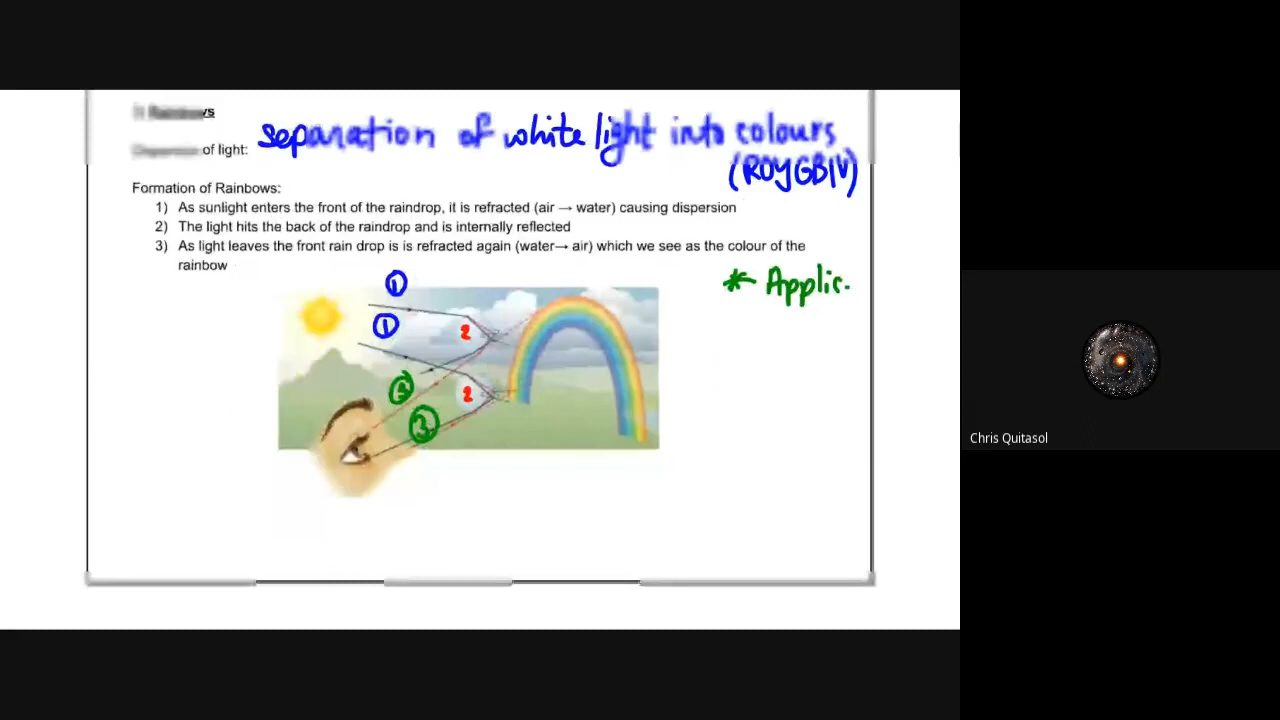 Rainbows
Dispersion of light: separation of white light into colours
(ROYGBIV)
Formation of Rainbows:
1) As sunlight enters the front of the raindrop, it is refracted (air → water) causing dispersion
2) The light hits the back of the raindrop and is internally reflected
3) As light leaves the front rain drop is is refracted again (water→ air) which we see as the colour of the
rainbow
* Applic.
1
1
2
2
3
Chris Quitasol